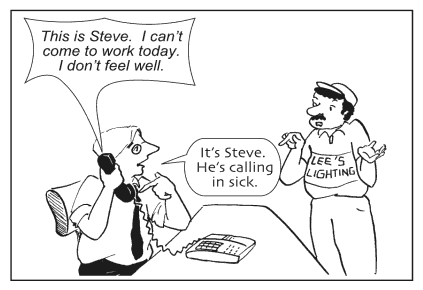 This is Steve. I can't
come to work today.
I don't feel well.
It's Steve.
He's calling
in sick.
LEE'S
LIGHTING